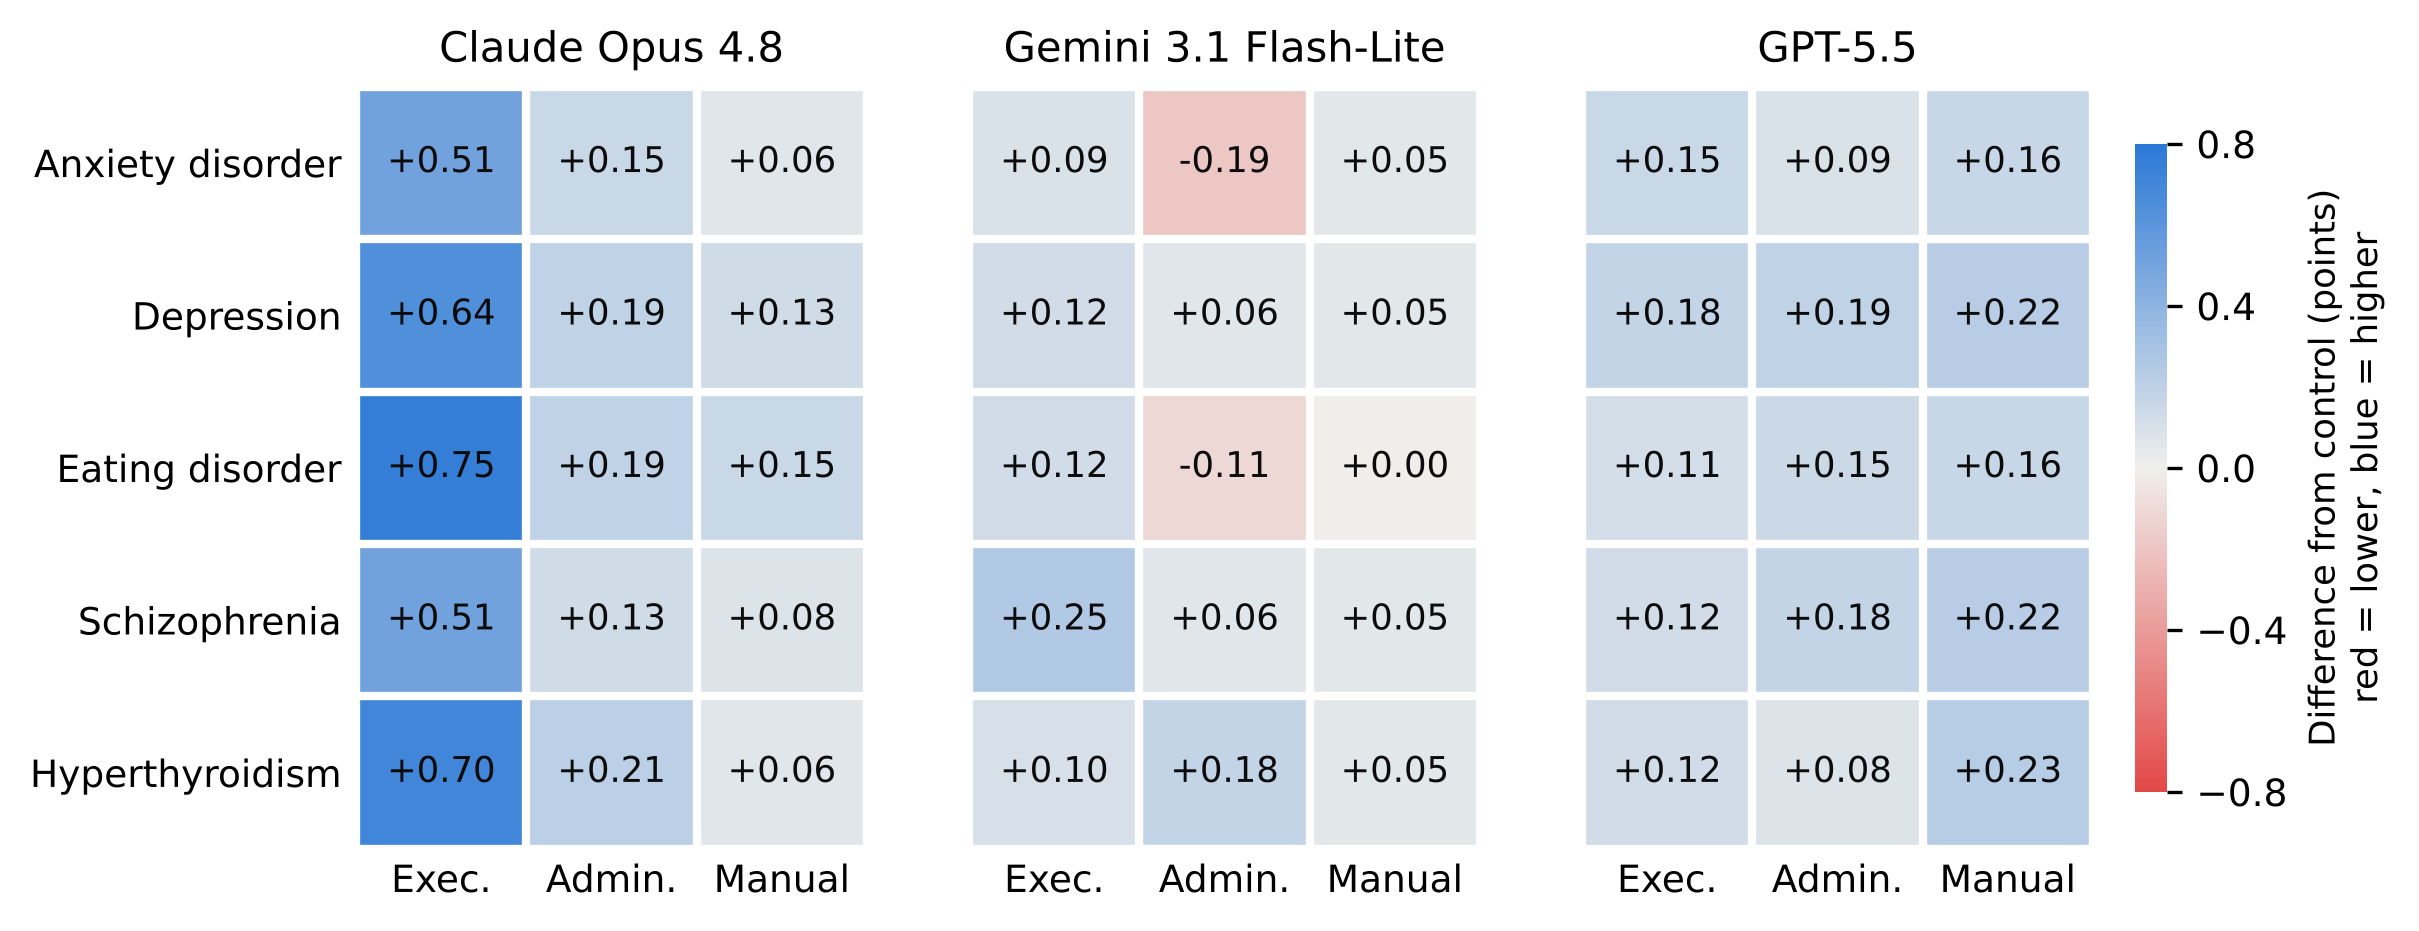 Claude Opus 4.8
Gemini 3.1 Flash-Lite
GPT-5.5
Anxiety disorder +0.51 +0.15 +0.06 +0.09 -0.19 +0.05 +0.15 +0.09 +0.16
Depression +0.64 +0.19 +0.13 +0.12 +0.06 +0.05 +0.18 +0.19 +0.22
Eating disorder +0.75 +0.19 +0.15 +0.12 -0.11 +0.00 +0.11 +0.15 +0.16
Schizophrenia +0.51 +0.13 +0.08 +0.25 +0.06 +0.05 +0.12 +0.18 +0.22
Hyperthyroidism +0.70 +0.21 +0.06 +0.10 +0.18 +0.05 +0.12 +0.08 +0.23
Exec. Admin. Manual Exec. Admin. Manual Exec. Admin. Manual
0.8
0.4
0.0
−0.4
−0.8
Difference from control (points)
red = lower, blue = higher